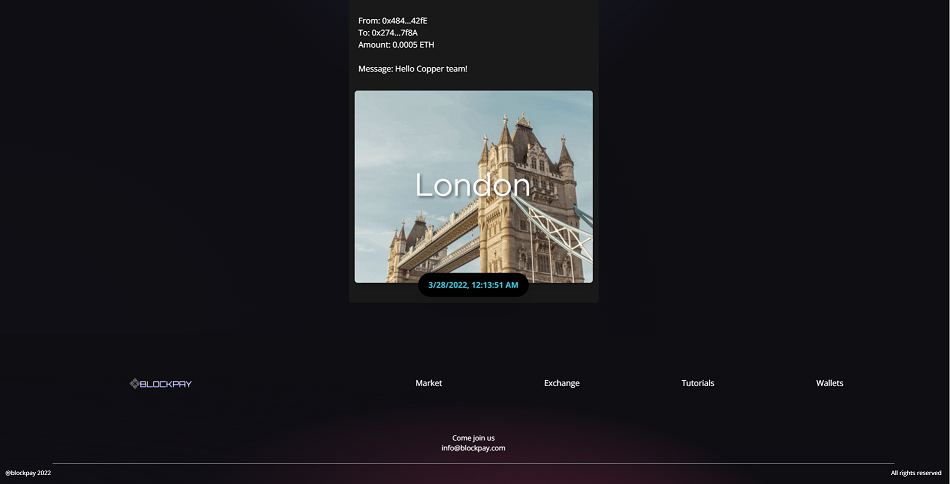 From: 0x484...42fE
To: 0x274...7f8A
Amount: 0.0005 ETH
Message: Hello Copper team!
London
3/28/2022, 12:13:51 AM
BLOCKPAY
Market
Exchange
Tutorials
Wallets
Come join us
info@blockpay.com
@blockpay 2022
All rights reserved